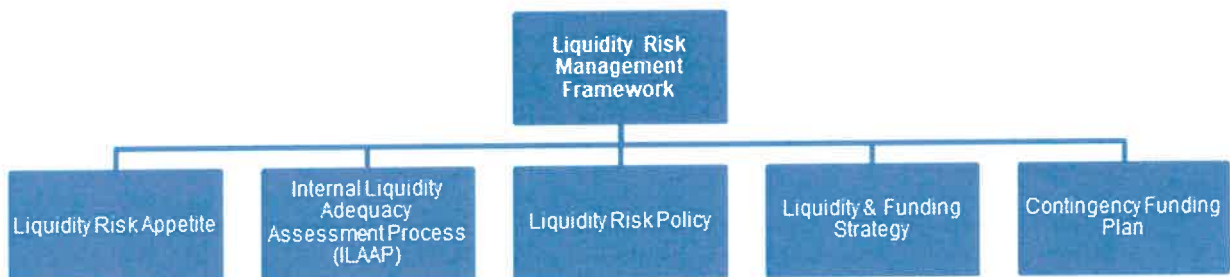 Liquidity Risk
Management
Framework
Liquidity Risk Appetite
Internal Liquidity
Adequacy
Assessment Process
(ILAAP)
Liquidity Risk Policy
Liquidity & Funding
Strategy
Contingency Funding
Plan